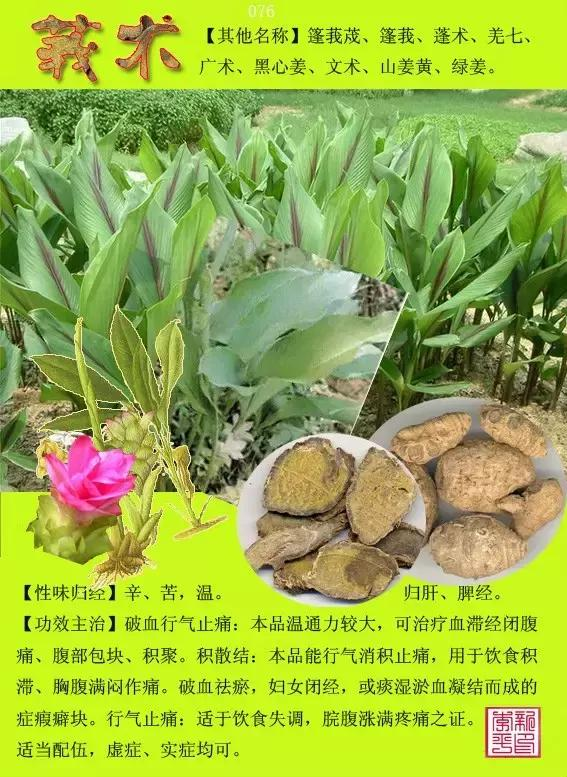 076
莪术
【其他名称】篷莪茂、篷莪、蓬术、羌七、
广术、黑心姜、文术、山姜黄、绿姜。
【性味归经】辛、苦，温。 归肝、脾经。
【功效主治】破血行气止痛：本品温通力较大，可治疗血滞经闭腹
痛、腹部包块、积聚。积散结：本品能行气消积止痛，用于饮食积
滞、胸腹满闷作痛。破血祛瘀，妇女闭经，或痰湿淤血凝结而成的
症瘕癖块。行气止痛：适于饮食失调，脘腹涨满疼痛之证。
适当配伍，虚症、实症均可。